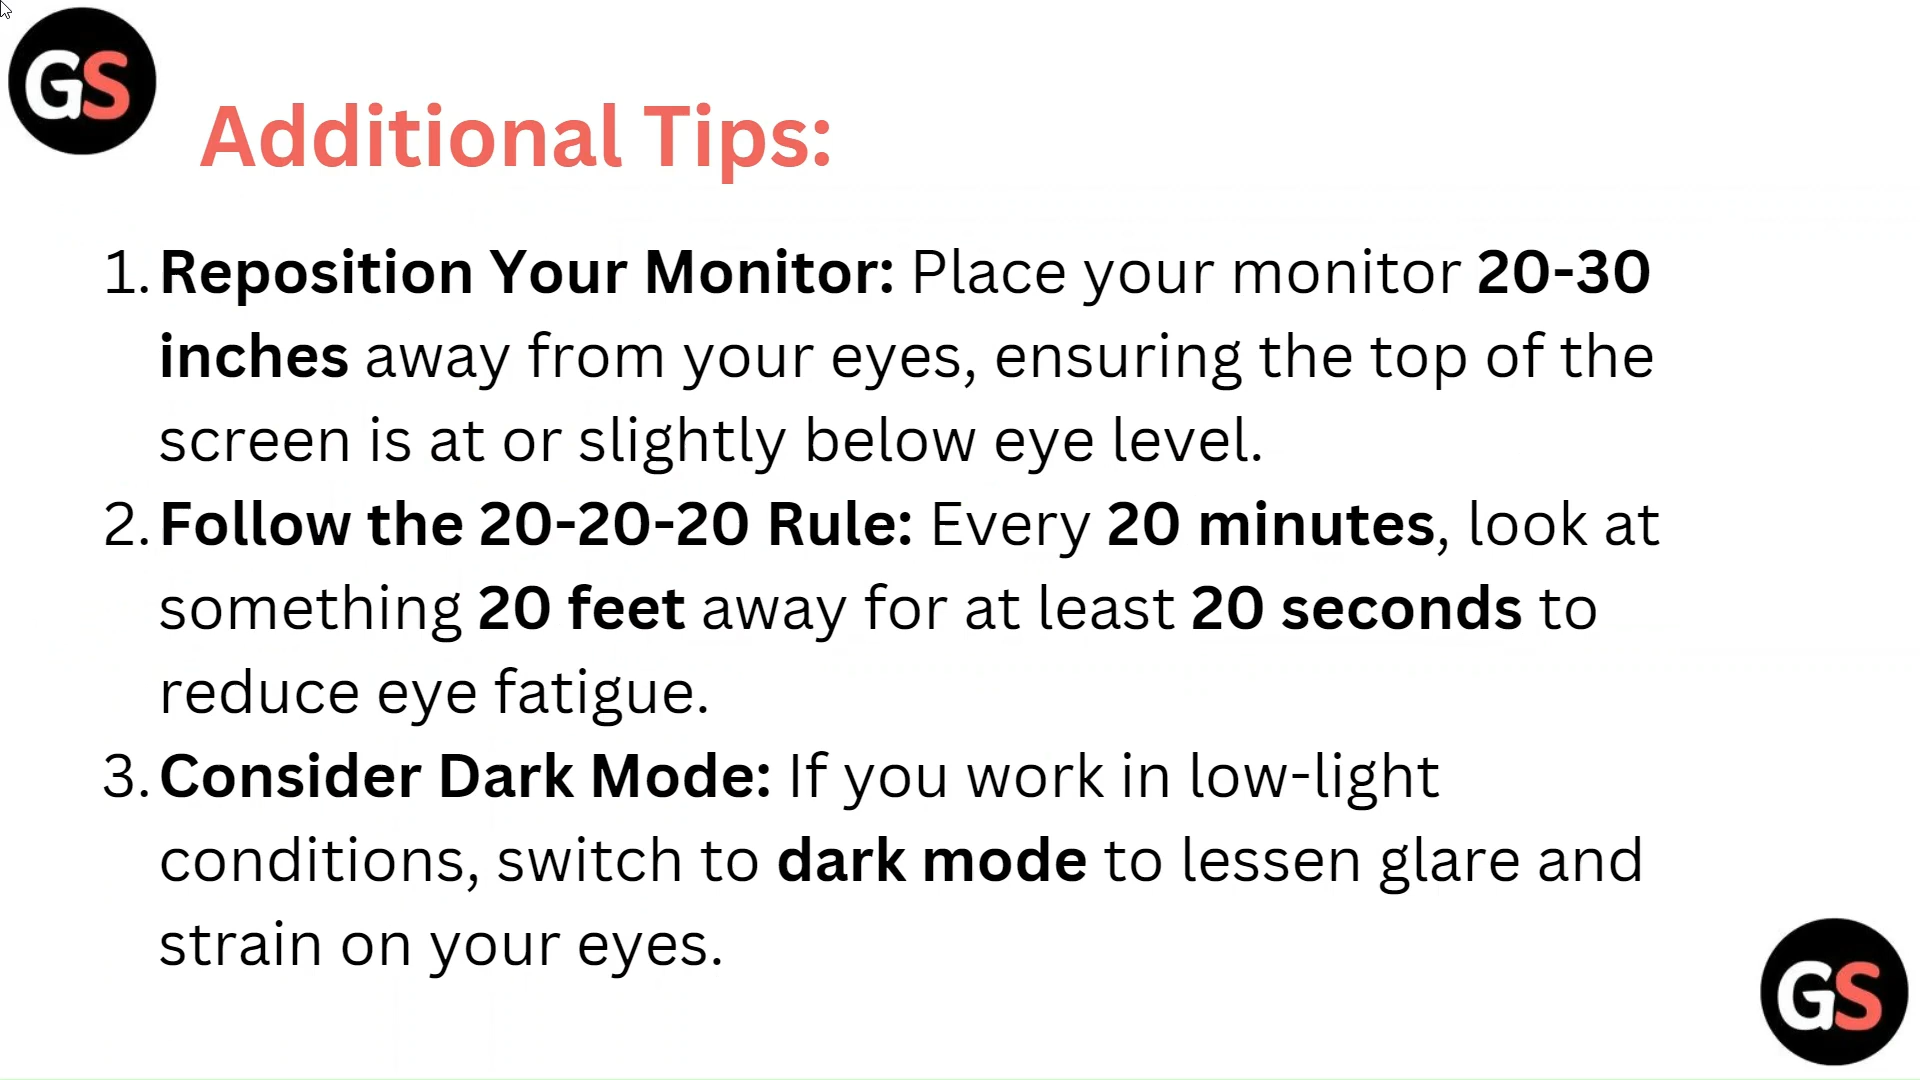 GS
Additional Tips:
1. Reposition Your Monitor: Place your monitor 20-30
inches away from your eyes, ensuring the top of the
screen is at or slightly below eye level.
2. Follow the 20-20-20 Rule: Every 20 minutes, look at
something 20 feet away for at least 20 seconds to
reduce eye fatigue.
3. Consider Dark Mode: If you work in low-light
conditions, switch to dark mode to lessen glare and
strain on your eyes.
GS